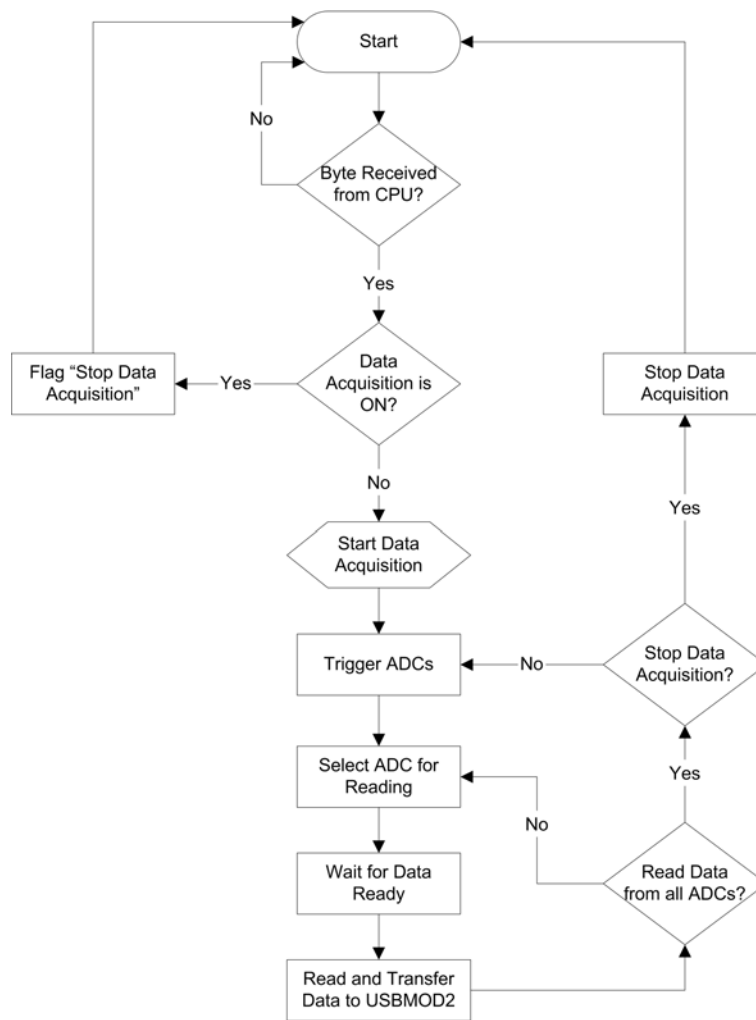 Start
No
Byte Received
from CPU?
Yes
Flag “Stop Data
Acquisition”
Yes
Data
Acquisition is
ON?
Stop Data
Acquisition
No
Yes
Start Data
Acquisition
Trigger ADCs
No
Stop Data
Acquisition?
Select ADC for
Reading
Yes
No
Wait for Data
Ready
Read Data
from all ADCs?
Read and Transfer
Data to USBMOD2